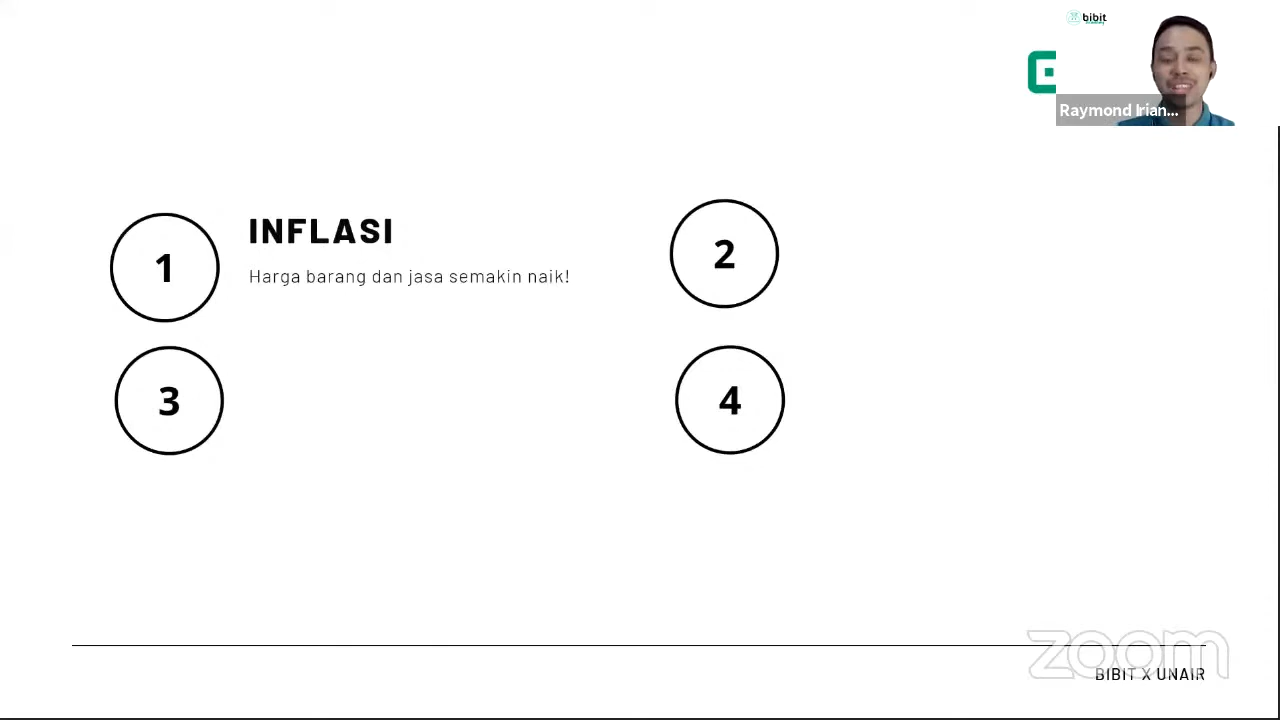 bibit
Raymond Irian...
1
INFLASI
Harga barang dan jasa semakin naik!
2
3
4
zoom
BIBIT X UNAIR